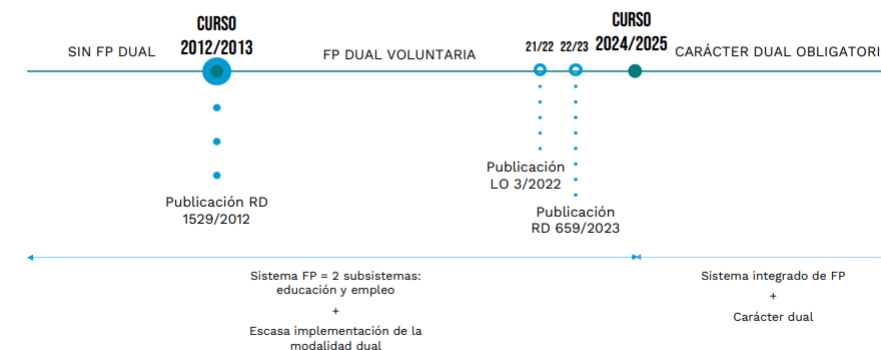 CURSO
2012/2013
SIN FP DUAL
FP DUAL VOLUNTARIA
21/22
22/23
CURSO
2024/2025
CARÁCTER DUAL OBLIGATORI
Publicación RD
1529/2012
Publicación
LO 3/2022
Publicación
RD 659/2023
Sistema FP = 2 subsistemas:
educación y empleo
+
Escasa implementación de la
modalidad dual
Sistema integrado de FP
+
Carácter dual